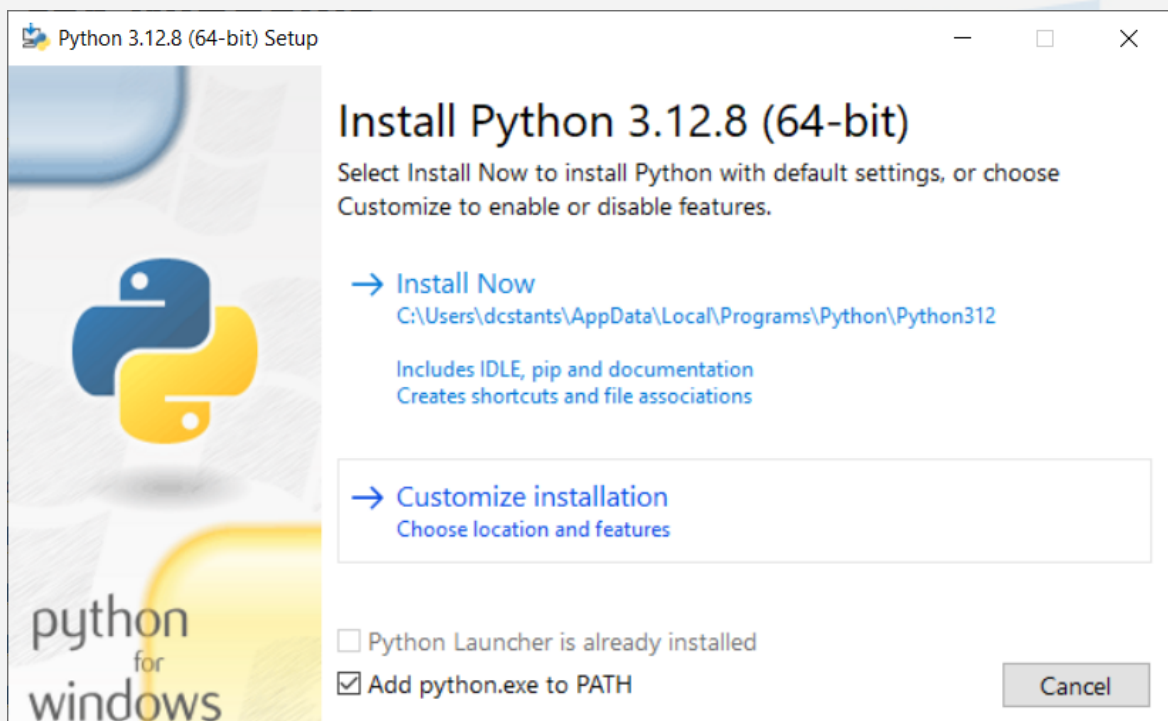 Python 3.12.8 (64-bit) Setup
Install Python 3.12.8 (64-bit)
Select Install Now to install Python with default settings, or choose
Customize to enable or disable features.
Install Now
C:\Users\dcstants\AppData\Local\Programs\Python\Python312
Includes IDLE, pip and documentation
Creates shortcuts and file associations
Customize installation
Choose location and features
python
for
windows
Python Launcher is already installed
Add python.exe to PATH
Cancel